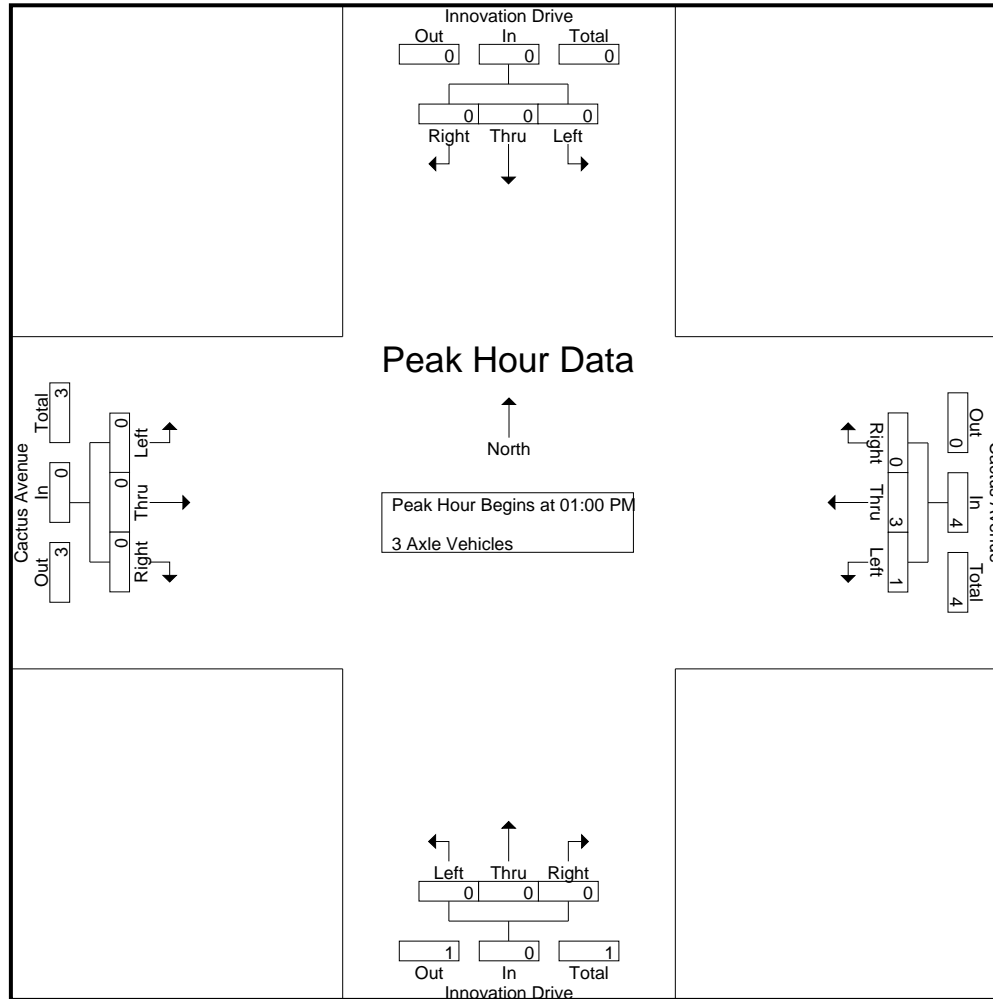 Innovation Drive
Out In Total
0 0 0
0 0 0
Right Thru Left
Peak Hour Data
North
Peak Hour Begins at 01:00 PM
3 Axle Vehicles
Cactus Avenue
Total In Out
3 0 3
0 0 0
Left Thru Right
Right Thru Left
0 3 1
0 4 4
Out In Total
Left Thru Right
0 0 0
1 0 1
Out In Total
Innovation Drive